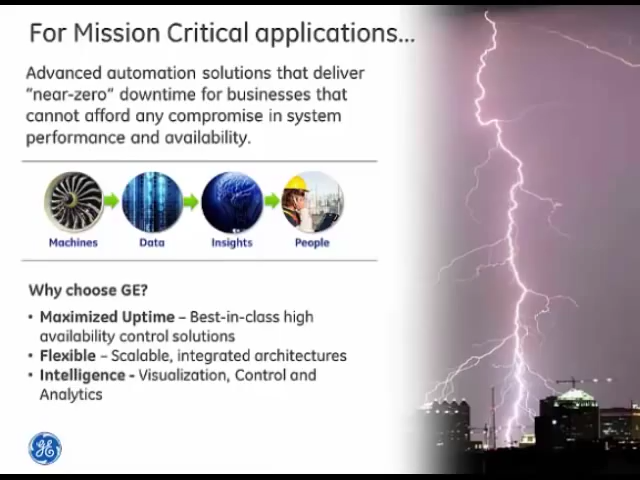 For Mission Critical applications...
Advanced automation solutions that deliver
"near-zero" downtime for businesses that
cannot afford any compromise in system
performance and availability.
Machines Data Insights People
Why choose GE?
• Maximized Uptime – Best-in-class high
availability control solutions
• Flexible – Scalable, integrated architectures
• Intelligence - Visualization, Control and
Analytics
GE